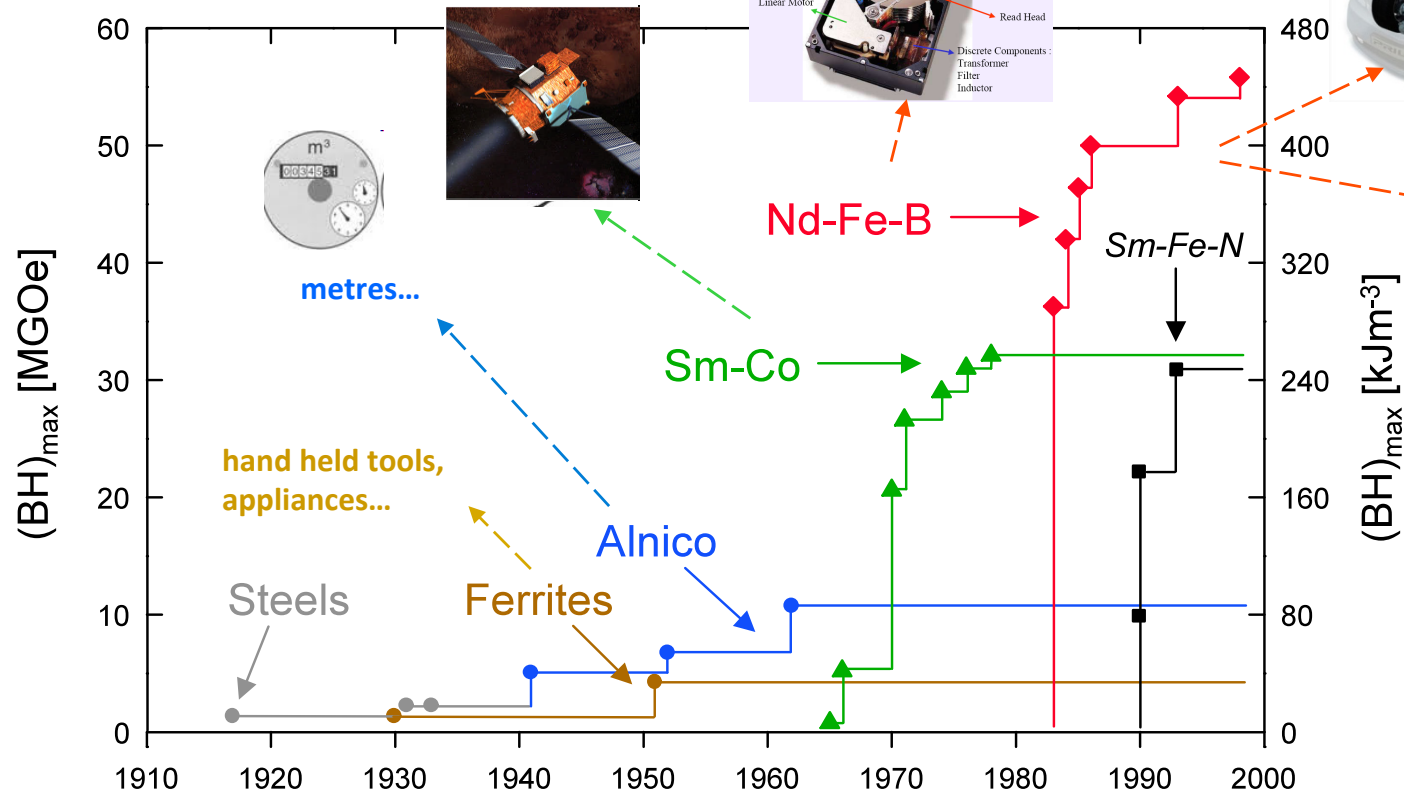 Linear Motor
Read Head
Discrete Components :
Transformer
Filter
Inductor
m³
0034531
metres…
hand held tools,
appliances…
Steels
Ferrites
Alnico
Sm-Co
Nd-Fe-B
Sm-Fe-N
(BH)max [MGOe]
60
50
40
30
20
10
0
(BH)max [kJm-3]
480
400
320
240
160
80
0
1910
1920
1930
1940
1950
1960
1970
1980
1990
2000